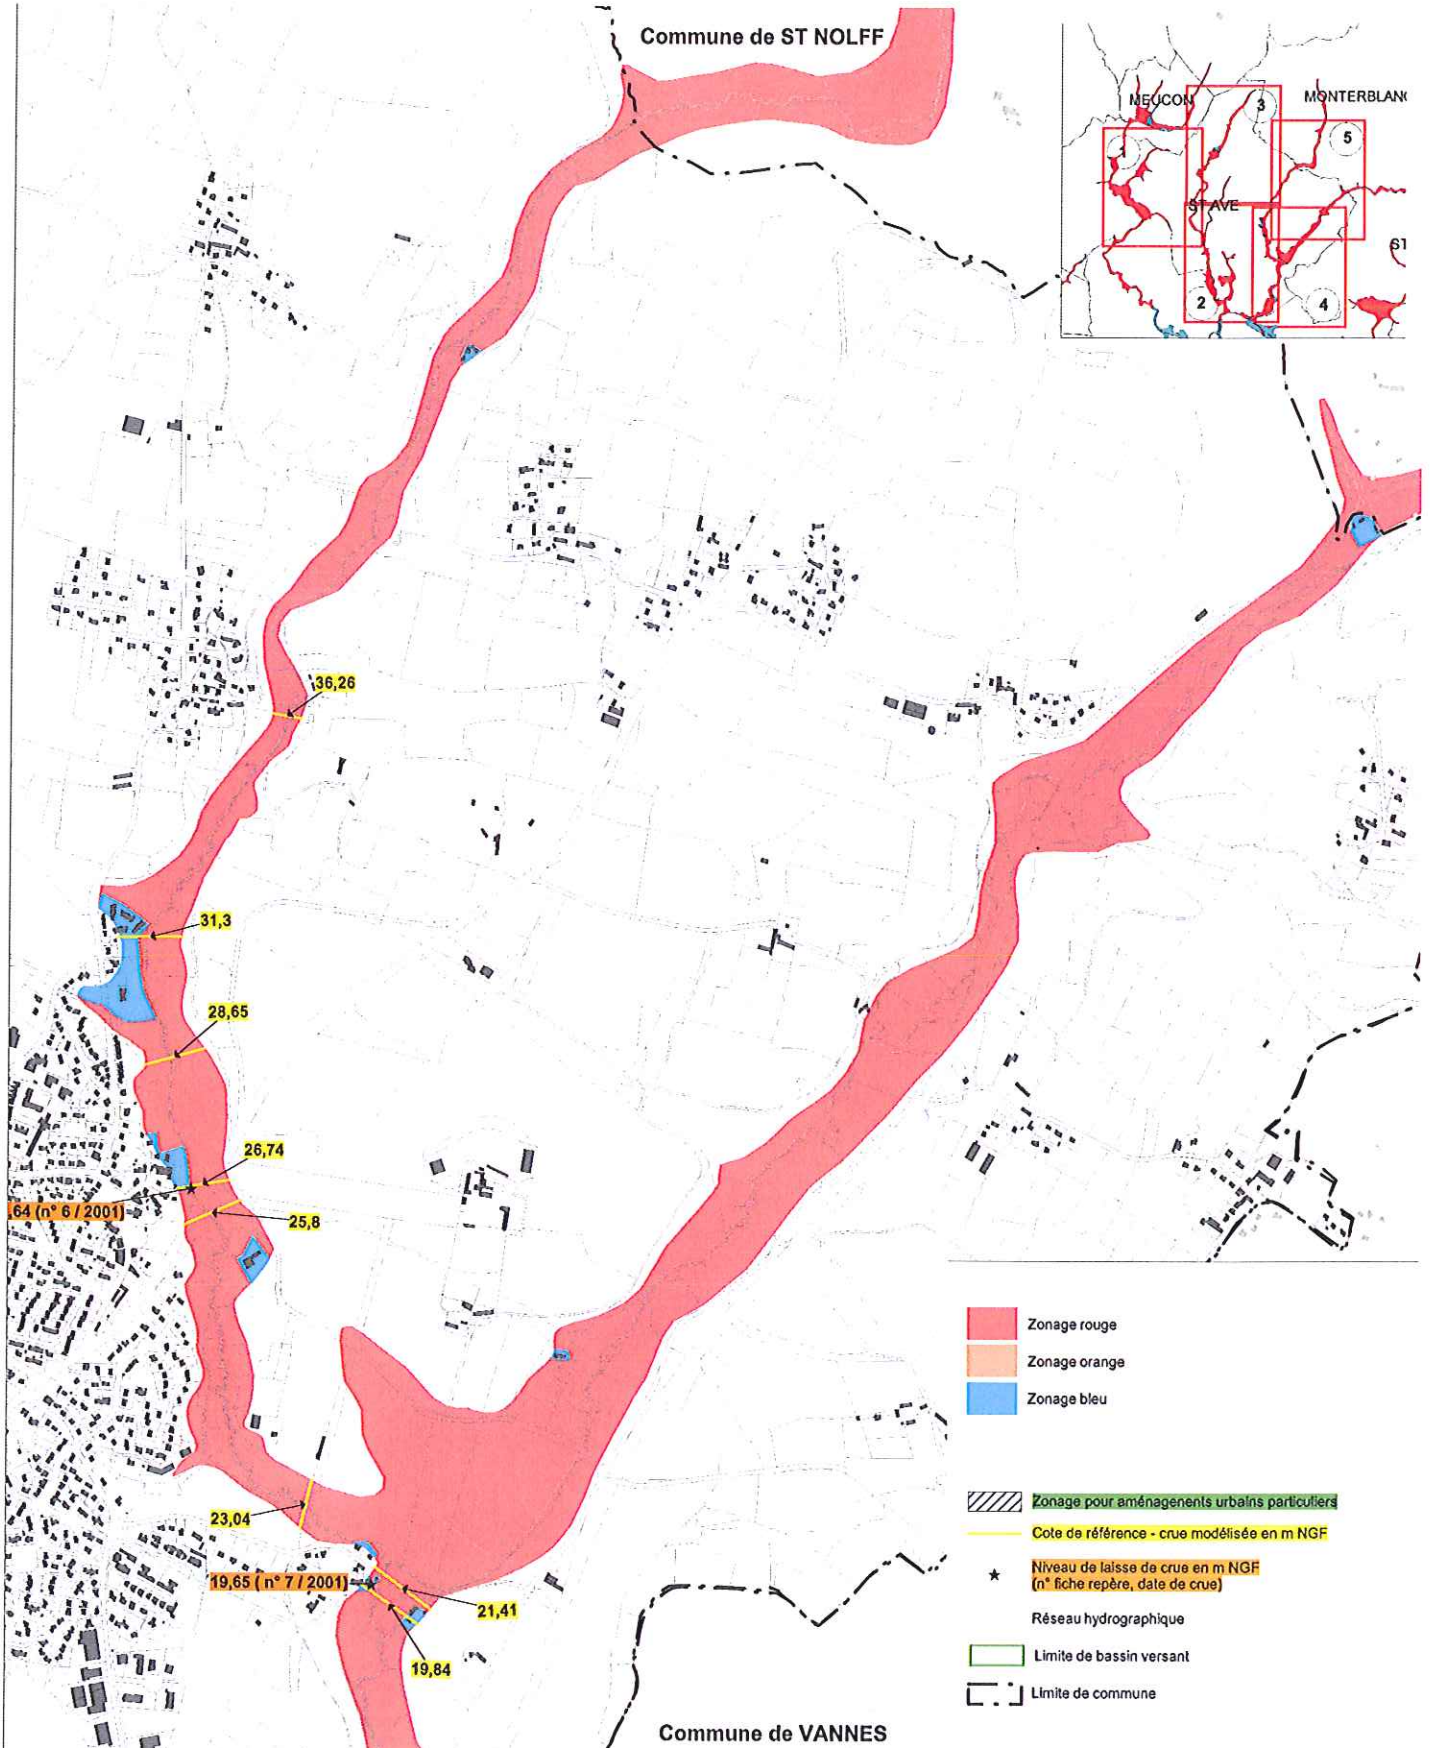 Commune de ST NOLFF
MEUCON
3
MONTERBLANC
1
5
ST AVE
ST
2
4
36,26
31,3
28,65
26,74
,64 (n° 6 / 2001)
25,8
23,04
19,65 ( n° 7 / 2001)
21,41
19,84
Commune de VANNES
Zonage rouge
Zonage orange
Zonage bleu
Zonage pour aménagenents urbains particuliers
Cote de référence - crue modélisée en m NGF
Niveau de laisse de crue en m NGF
(n° fiche repère, date de crue)
Réseau hydrographique
Limite de bassin versant
Limite de commune